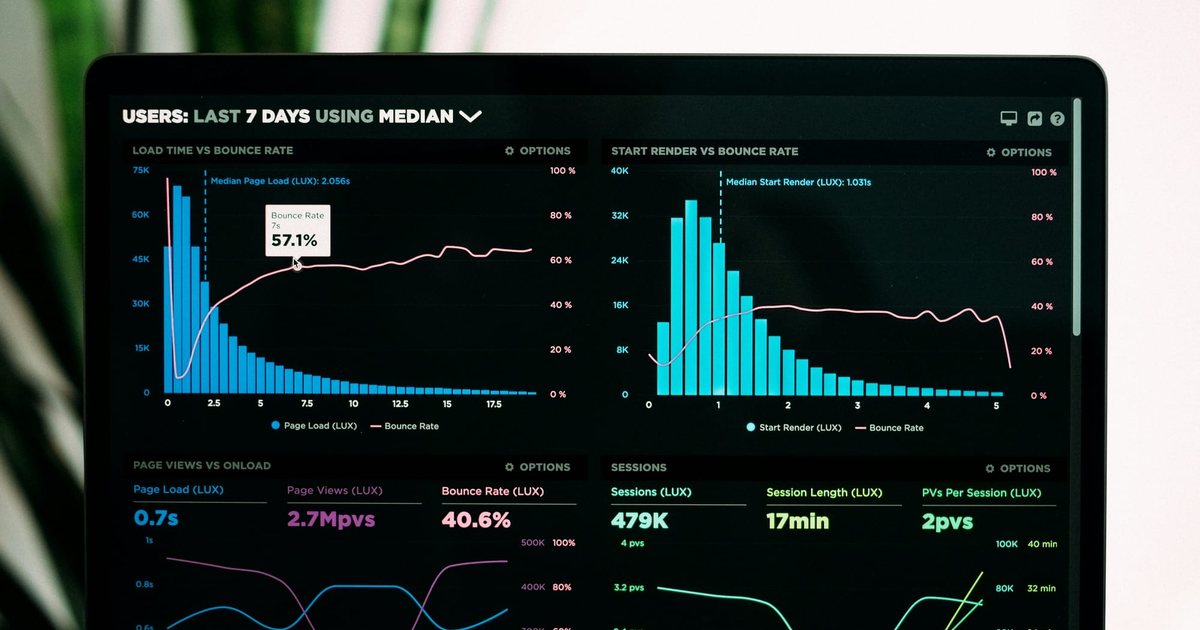 USERS: LAST 7 DAYS USING MEDIAN
LOAD TIME VS BOUNCE RATE
OPTIONS
75K
60K
45K
30K
15K
0
Median Page Load (LUX): 2.056s
Bounce Rate
7s
57.1%
100 %
80 %
60 %
40 %
20 %
0 %
0 2.5 5 7.5 10 12.5 15 17.5
Page Load (LUX) Bounce Rate
START RENDER VS BOUNCE RATE
OPTIONS
40K
32K
24K
16K
8K
0
Median Start Render (LUX): 1.031s
100 %
80 %
60 %
40 %
20 %
0 %
0 1 2 3 4 5
Start Render (LUX) Bounce Rate
PAGE VIEWS VS ONLOAD
OPTIONS
Page Load (LUX) Page Views (LUX) Bounce Rate (LUX)
0.7s 2.7Mpvs 40.6%
1s 500K 100%
0.8s 400K 80%
0.6s
SESSIONS
OPTIONS
Sessions (LUX) Session Length (LUX) PVs Per Session (LUX)
479K 17min 2pvs
4 pvs 100K 40 min
3.2 pvs 80K 32 min